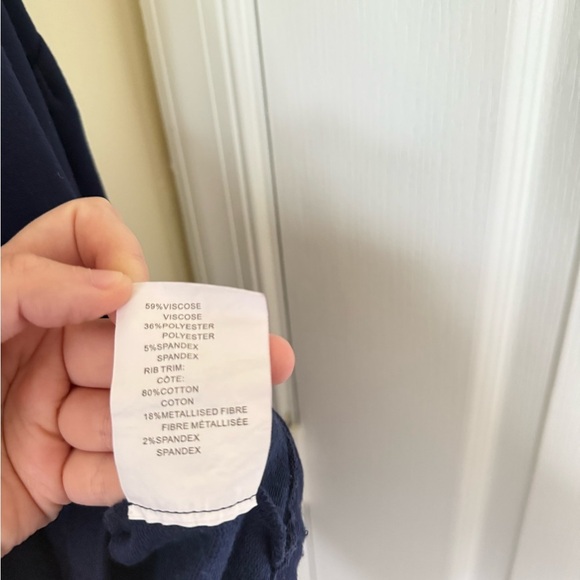 59%VISCOSE
VISCOSE
36%POLYESTER
POLYESTER
5%SPANDEX
SPANDEX
RIB TRIM:
CÔTE:
80%COTTON
COTON
18%METALLISED FIBRE
FIBRE MÉTALLISÉE
2%SPANDEX
SPANDEX